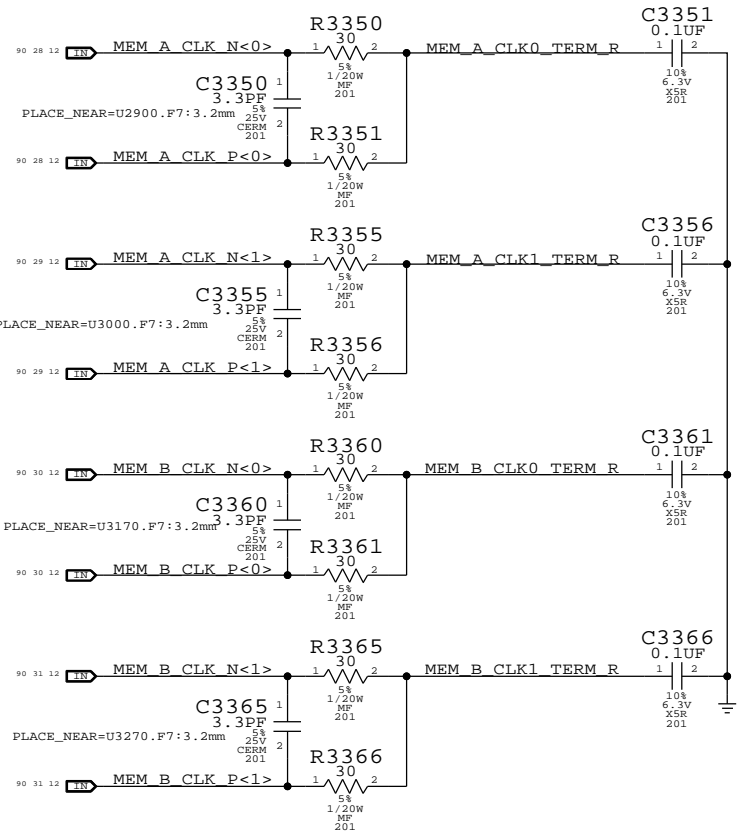 C3351
0.1UF
1 2
10%
6.3V
X5R
201
R3350
30
1 2
5%
1/20W
MF
201
90 28 12 IN MEM_A_CLK_N<0>
MEM_A_CLK0_TERM_R
C3350 1
3.3PF
5%
25V
CERM
201
2
PLACE_NEAR=U2900.F7:3.2mm
R3351
30
1 2
5%
1/20W
MF
201
90 28 12 IN MEM_A_CLK_P<0>
C3356
0.1UF
1 2
10%
6.3V
X5R
201
R3355
30
1 2
5%
1/20W
MF
201
90 29 12 IN MEM_A_CLK_N<1>
MEM_A_CLK1_TERM_R
C3355 1
3.3PF
5%
25V
CERM
201
2
PLACE_NEAR=U3000.F7:3.2mm
R3356
30
1 2
5%
1/20W
MF
201
90 29 12 IN MEM_A_CLK_P<1>
C3361
0.1UF
1 2
10%
6.3V
X5R
201
R3360
30
1 2
5%
1/20W
MF
201
90 30 12 IN MEM_B_CLK_N<0>
MEM_B_CLK0_TERM_R
C3360 1
3.3PF
5%
25V
CERM
201
2
PLACE_NEAR=U3170.F7:3.2mm
R3361
30
1 2
5%
1/20W
MF
201
90 30 12 IN MEM_B_CLK_P<0>
C3366
0.1UF
1 2
10%
6.3V
X5R
201
R3365
30
1 2
5%
1/20W
MF
201
90 31 12 IN MEM_B_CLK_N<1>
MEM_B_CLK1_TERM_R
C3365 1
3.3PF
5%
25V
CERM
201
2
PLACE_NEAR=U3270.F7:3.2mm
R3366
30
1 2
5%
1/20W
MF
201
90 31 12 IN MEM_B_CLK_P<1>